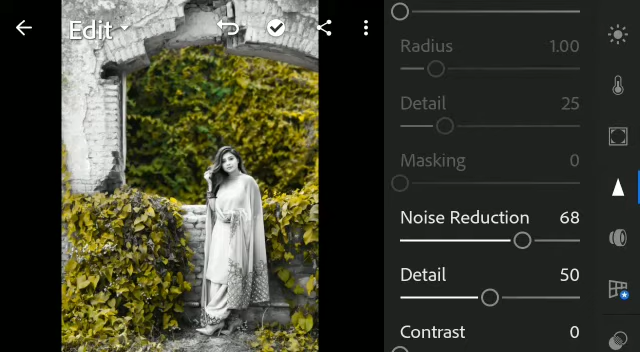 Edit
Radius 1.00
Detail 25
Masking 0
Noise Reduction 68
Detail 50
Contrast 0